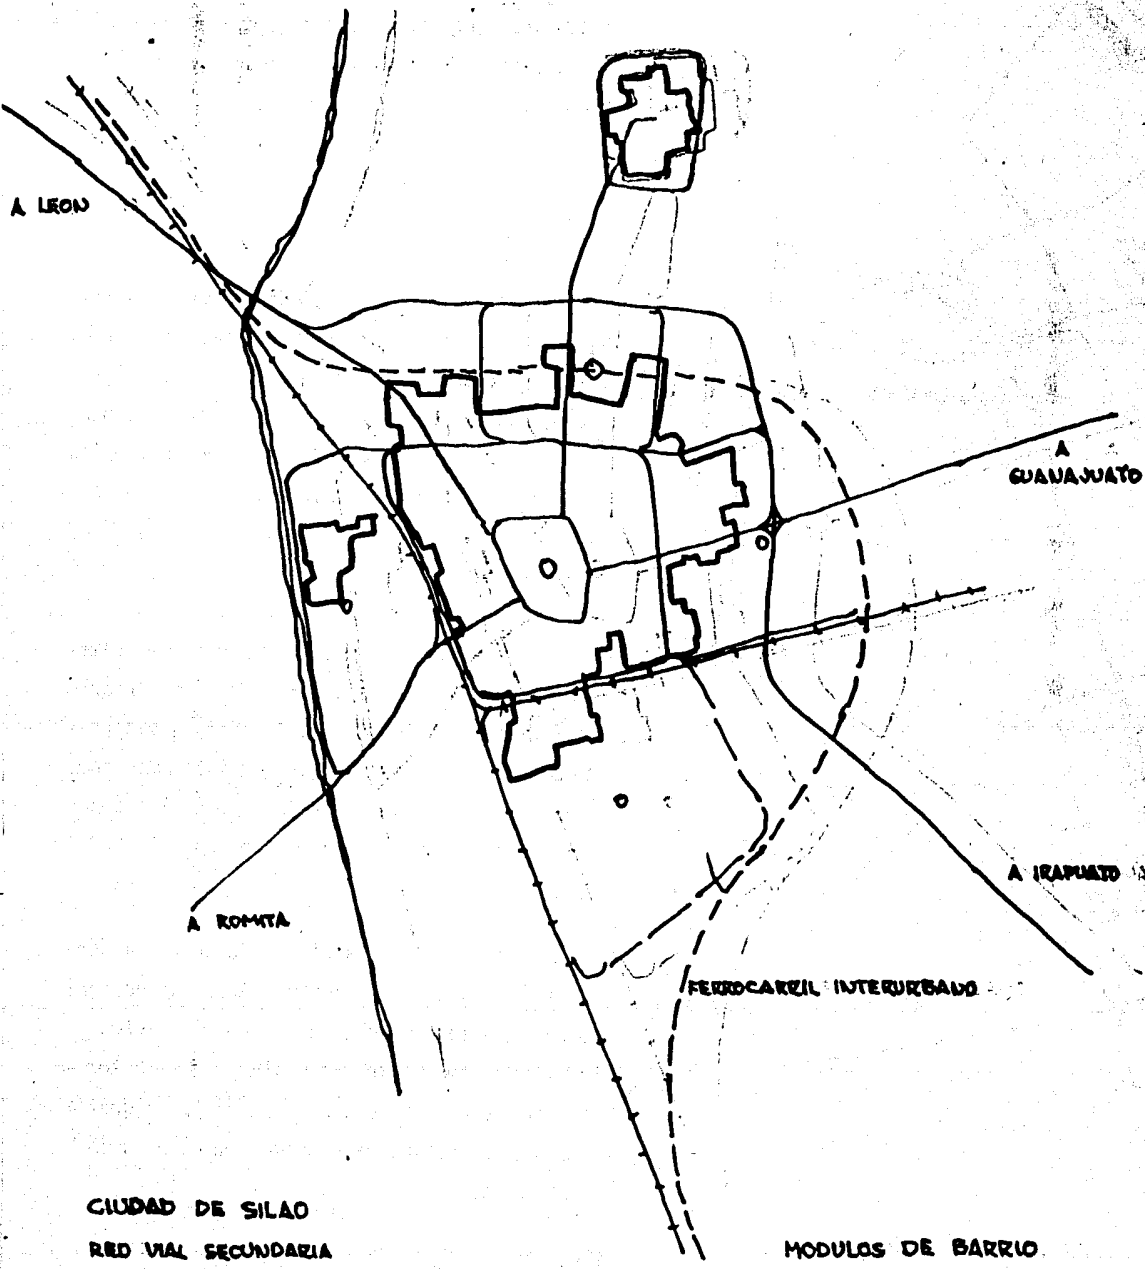 A LEON
A
GUANAJUATO
A IRAPUATO
A ROMITA
FERROCARRIL INTERURBANO
CIUDAD DE SILAO
RED VIAL SECUNDARIA
MODULOS DE BARRIO